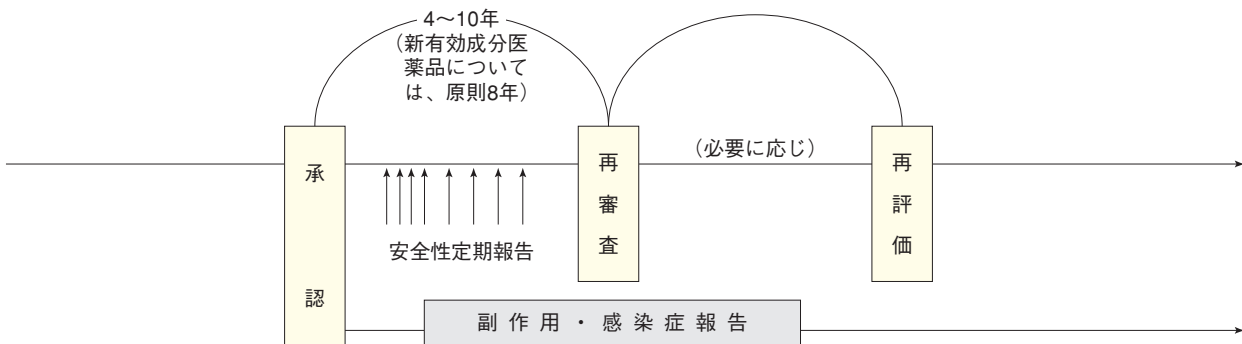 4〜10年
（新有効成分医
薬品について
は、原則8年）
承認
再審査
（必要に応じ）
再評価
安全性定期報告
副作用・感染症報告